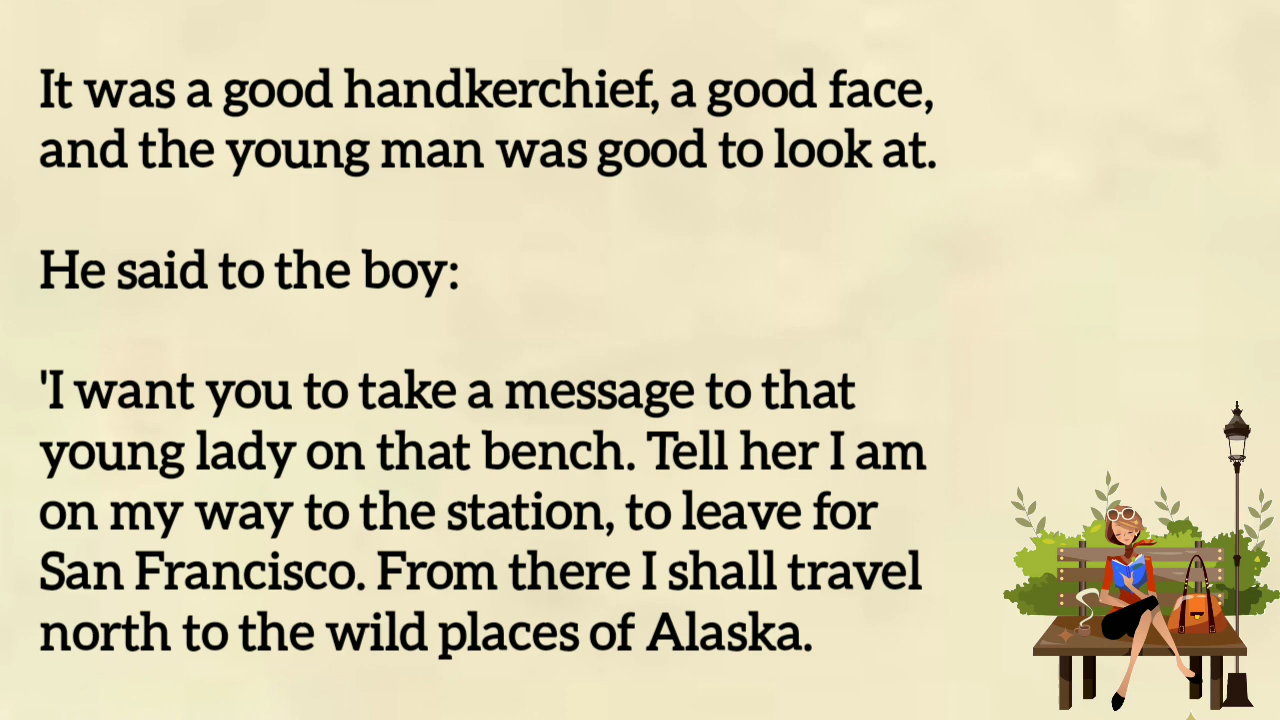 It was a good handkerchief, a good face,
and the young man was good to look at.
He said to the boy:
'I want you to take a message to that
young lady on that bench. Tell her I am
on my way to the station, to leave for
San Francisco. From there I shall travel
north to the wild places of Alaska.